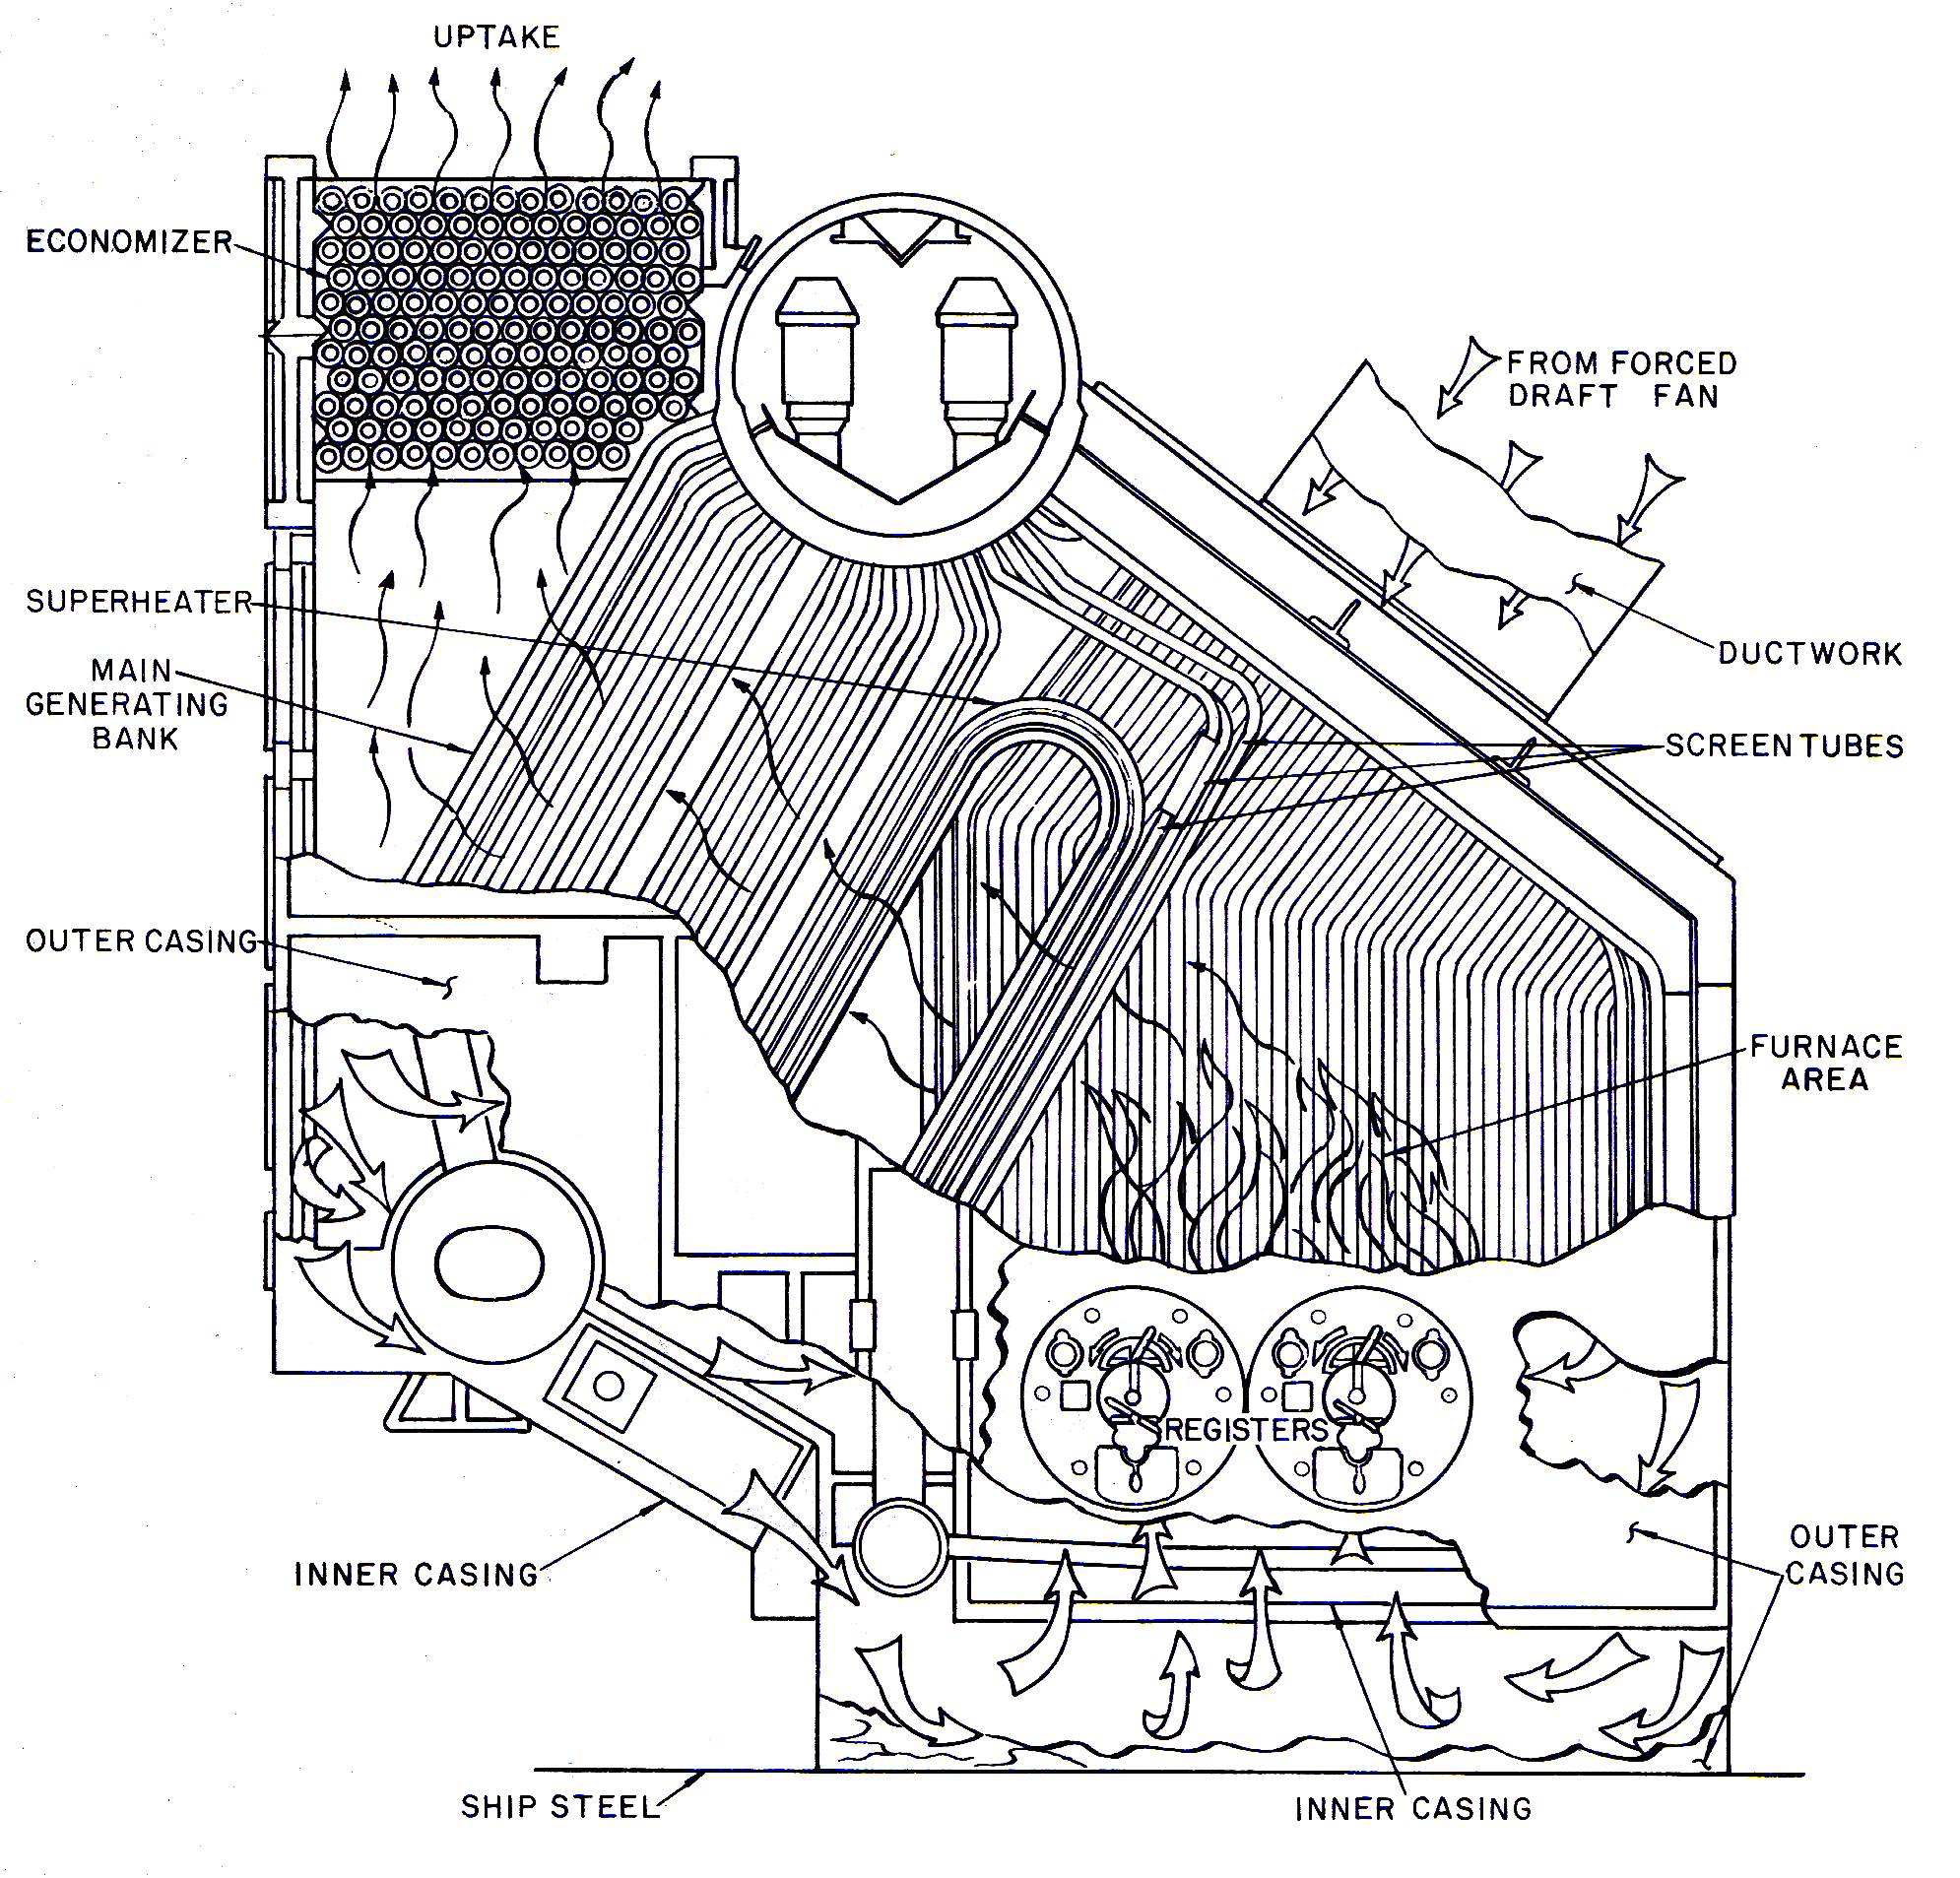 UPTAKE
ECONOMIZER
FROM FORCED
DRAFT FAN
SUPERHEATER
DUCTWORK
MAIN
GENERATING
BANK
SCREEN TUBES
OUTER CASING
FURNACE
AREA
REGISTERS
INNER CASING
OUTER
CASING
SHIP STEEL
INNER CASING